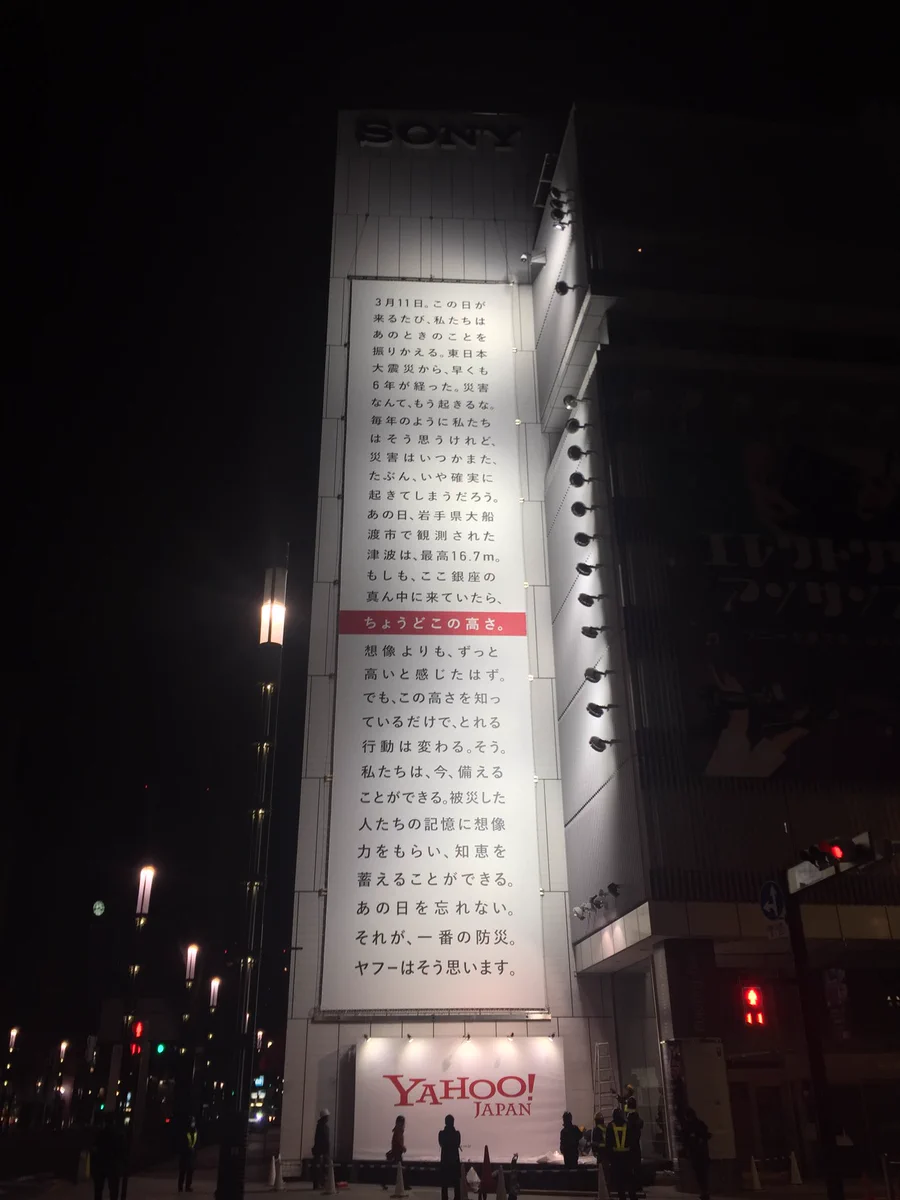 SONY
3月11日。この日が
来るたび、私たちは
あのときのことを
振りかえる。東日本
大震災から、早くも
6年が経った。災害
なんて、もう起きるな。
毎年のように私たち
はそう思うけれど、
災害はいつかまた、
たぶん、いや確実に
起きてしまうだろう。
あの日、岩手県大船
渡市で観測された
津波は、最高16.7m。
もしも、ここ銀座の
真ん中に来ていたら、
ちょうどこの高さ。
想像よりも、ずっと
高いと感じたはず。
でも、この高さを知っ
ているだけで、とれる
行動は変わる。そう。
私たちは、今、備える
ことができる。被災した
人たちの記憶に想像
力をもらい、知恵を
蓄えることができる。
あの日を忘れない。
それが、一番の防災。
ヤフーはそう思います。
YAHOO!
JAPAN